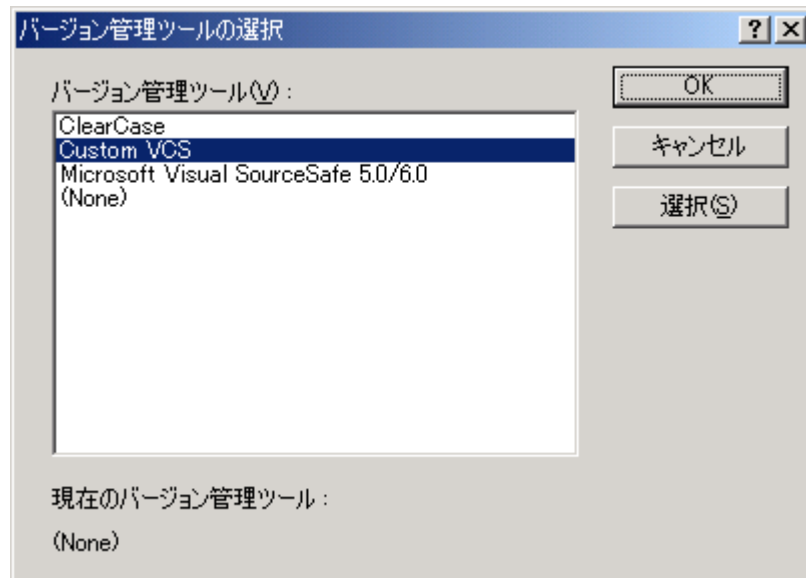 バージョン管理ツールの選択
バージョン管理ツール(V) :
ClearCase
Custom VCS
Microsoft Visual SourceSafe 5.0/6.0
(None)
OK
キャンセル
選択(S)
現在のバージョン管理ツール :
(None)